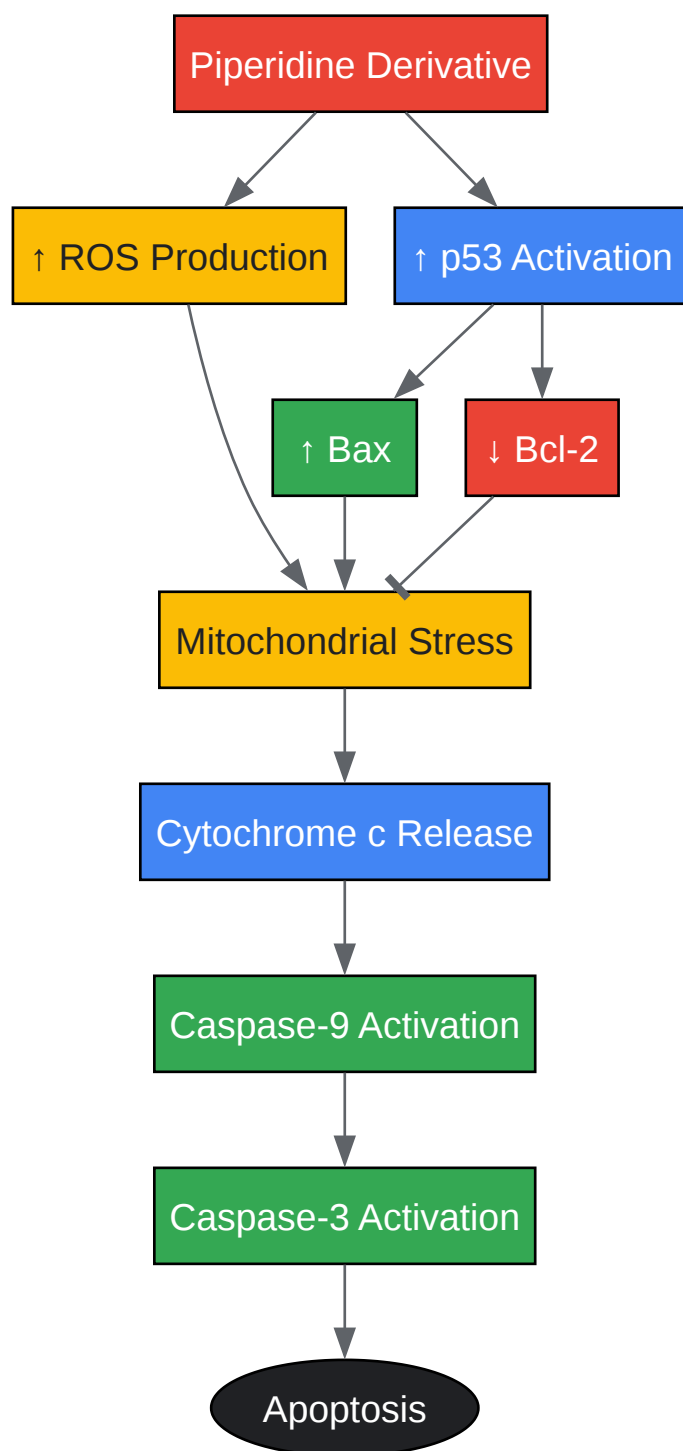 Piperidine Derivative
↑ ROS Production
↑ p53 Activation
↑ Bax
↓ Bcl-2
Mitochondrial Stress
Cytochrome c Release
Caspase-9 Activation
Caspase-3 Activation
Apoptosis